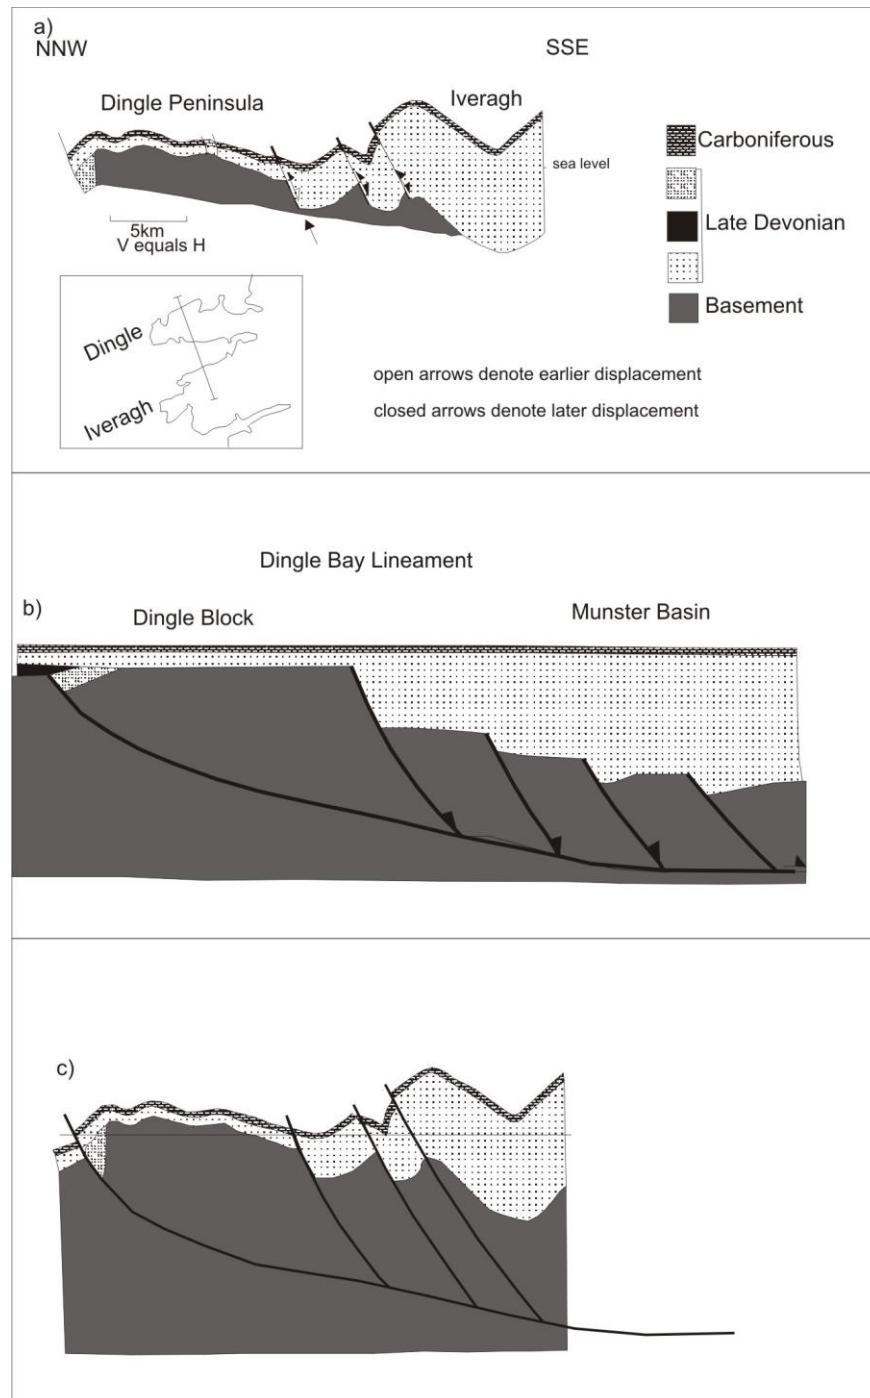 a)
NNW
SSE
Dingle Peninsula
Iveragh
sea level
5km
V equals H
Carboniferous
Late Devonian
Basement
Dingle
Iveragh
open arrows denote earlier displacement
closed arrows denote later displacement
Dingle Bay Lineament
b)
Dingle Block
Munster Basin
c)